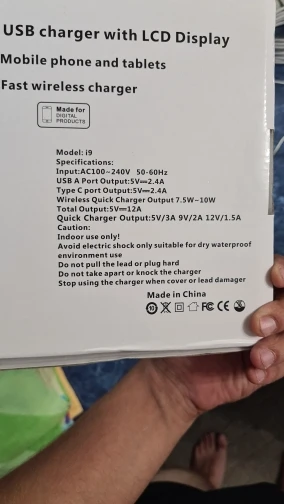 USB charger with LCD Display
Mobile phone and tablets
Fast wireless charger
Made for
DIGITAL
PRODUCTS
Model: i9
Specifications:
Input:AC100~240V 50-60Hz
USB A Port Output:5V⎓2.4A
Type C port Output:5V⎓2.4A
Wireless Quick Charger Output 7.5W~10W
Total Output:5V⎓12A
Quick Charger Output:5V/3A 9V/2A 12V/1.5A
Caution:
Indoor use only!
Avoid electric shock only suitable for dry waterproof
environment use
Do not pull the lead or plug hard
Do not take apart or knock the charger
Stop using the charger when cover or lead damager
Made in China
10 FC CE